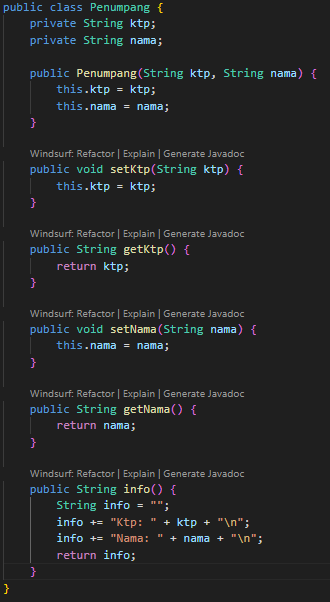 public class Penumpang {
    private String ktp;
    private String nama;

    public Penumpang(String ktp, String nama) {
        this.ktp = ktp;
        this.nama = nama;
    }

    Windsurf: Refactor | Explain | Generate Javadoc
    public void setKtp(String ktp) {
        this.ktp = ktp;
    }

    Windsurf: Refactor | Explain | Generate Javadoc
    public String getKtp() {
        return ktp;
    }

    Windsurf: Refactor | Explain | Generate Javadoc
    public void setNama(String nama) {
        this.nama = nama;
    }

    Windsurf: Refactor | Explain | Generate Javadoc
    public String getNama() {
        return nama;
    }

    Windsurf: Refactor | Explain | Generate Javadoc
    public String info() {
        String info = "";
        info += "Ktp: " + ktp + "\n";
        info += "Nama: " + nama + "\n";
        return info;
    }
}